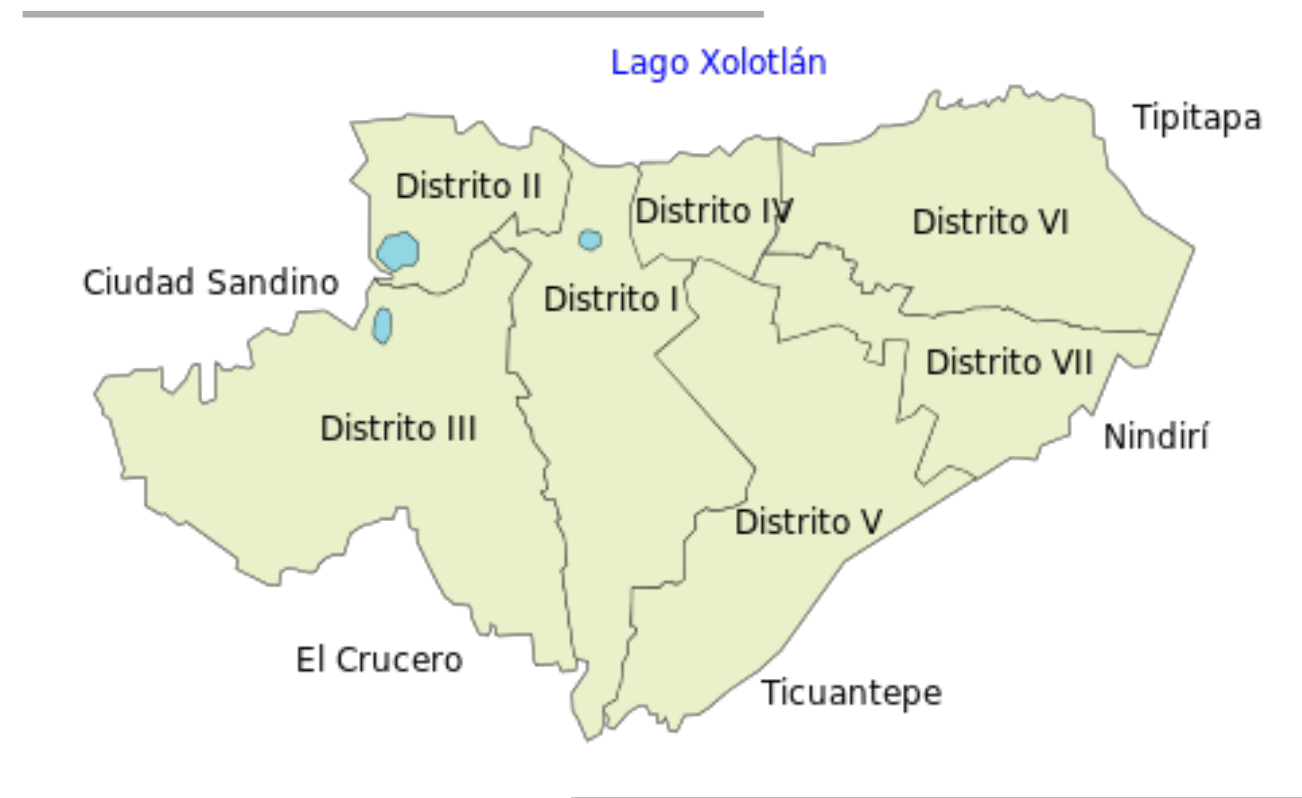 Lago Xolotlán
Tipitapa
Distrito II
Distrito IV
Distrito VI
Ciudad Sandino
Distrito I
Distrito VII
Distrito III
Nindirí
Distrito V
El Crucero
Ticuantepe